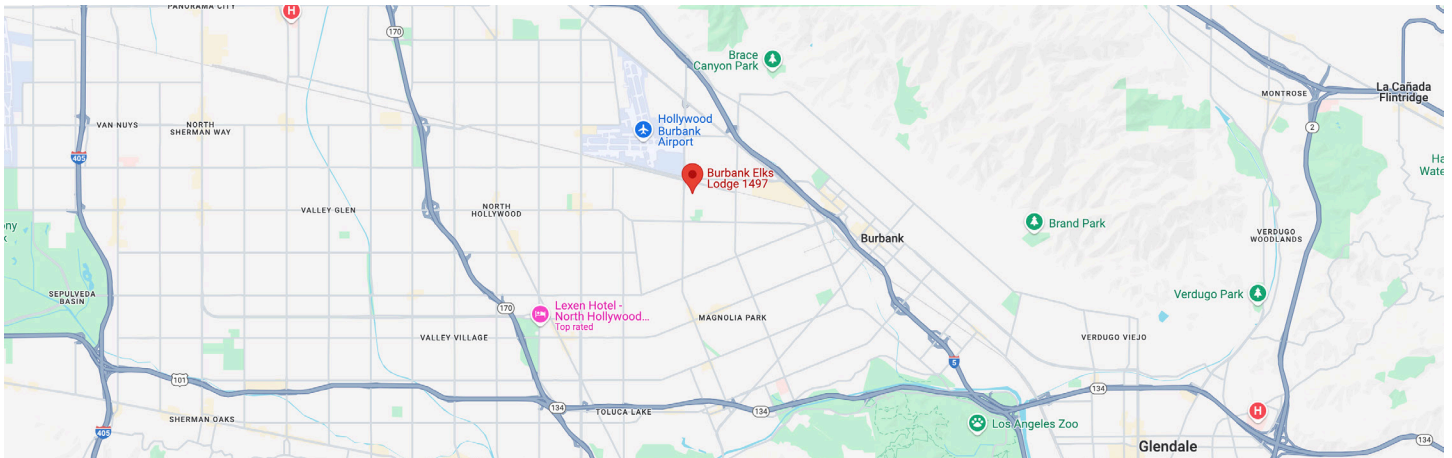 PANORAMA CITY
H
170
Brace
Canyon Park
La Cañada
Flintridge
MONTROSE
2
VAN NUYS
NORTH
SHERMAN WAY
Hollywood
Burbank
Airport
405
Burbank Elks
Lodge 1497
Ha
Wate
VALLEY GLEN
NORTH
HOLLYWOOD
ony
k
Burbank
Brand Park
VERDUGO
WOODLANDS
SEPULVEDA
BASIN
170
Lexen Hotel -
North Hollywood...
Top rated
MAGNOLIA PARK
Verdugo Park
VALLEY VILLAGE
VERDUGO VIEJO
5
101
134
134
134
SHERMAN OAKS
TOLUCA LAKE
405
Los Angeles Zoo
H
Glendale
134